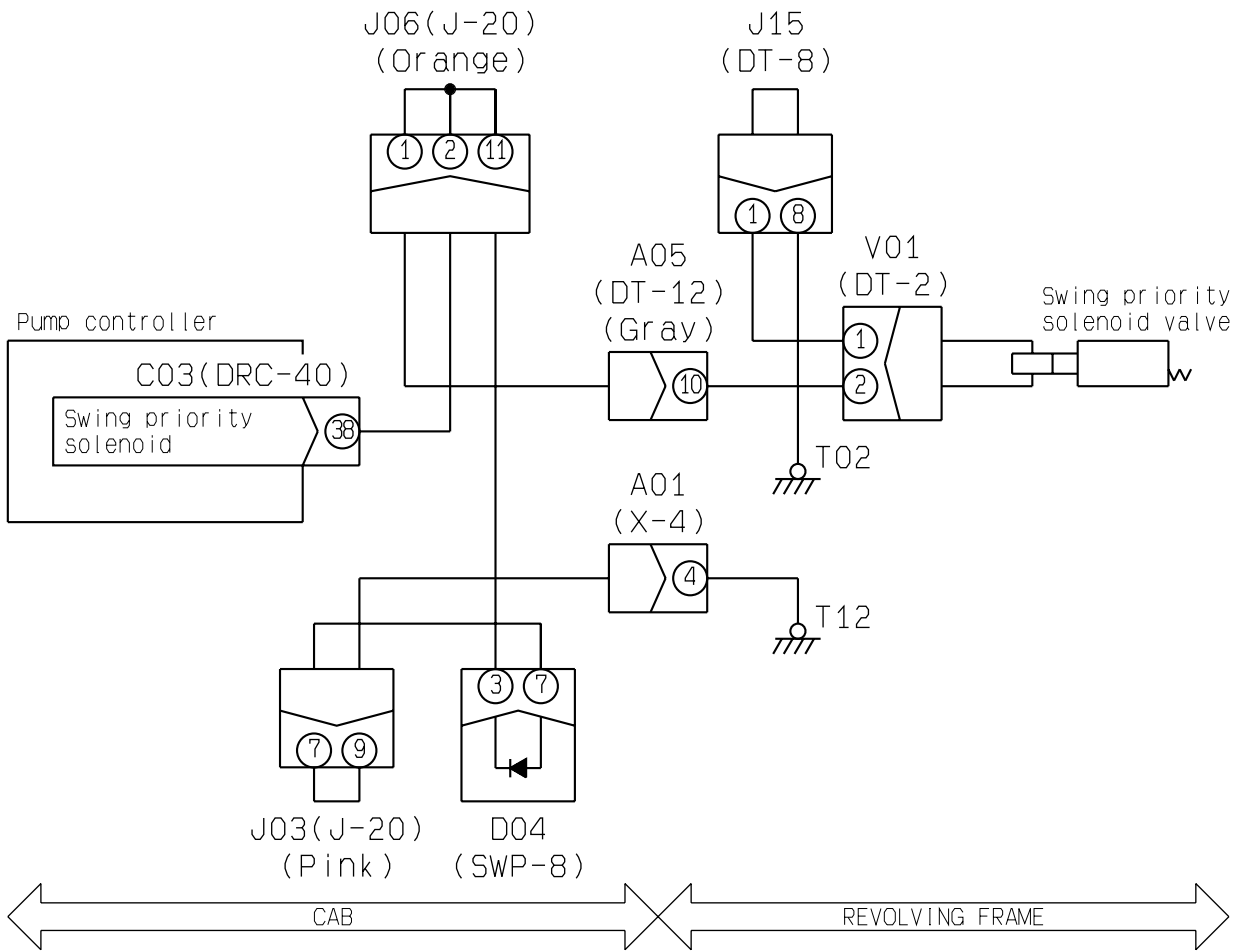 J06(J-20)
(Orange)
J15
(DT-8)
1 2 11
1 8
A05
(DT-12)
(Gray)
V01
(DT-2)
Swing priority
solenoid valve
Pump controller
C03(DRC-40)
Swing priority
solenoid
38
10
1
2
T02
A01
(X-4)
4
T12
3 7
7 9
J03(J-20)
(Pink)
D04
(SWP-8)
CAB
REVOLVING FRAME